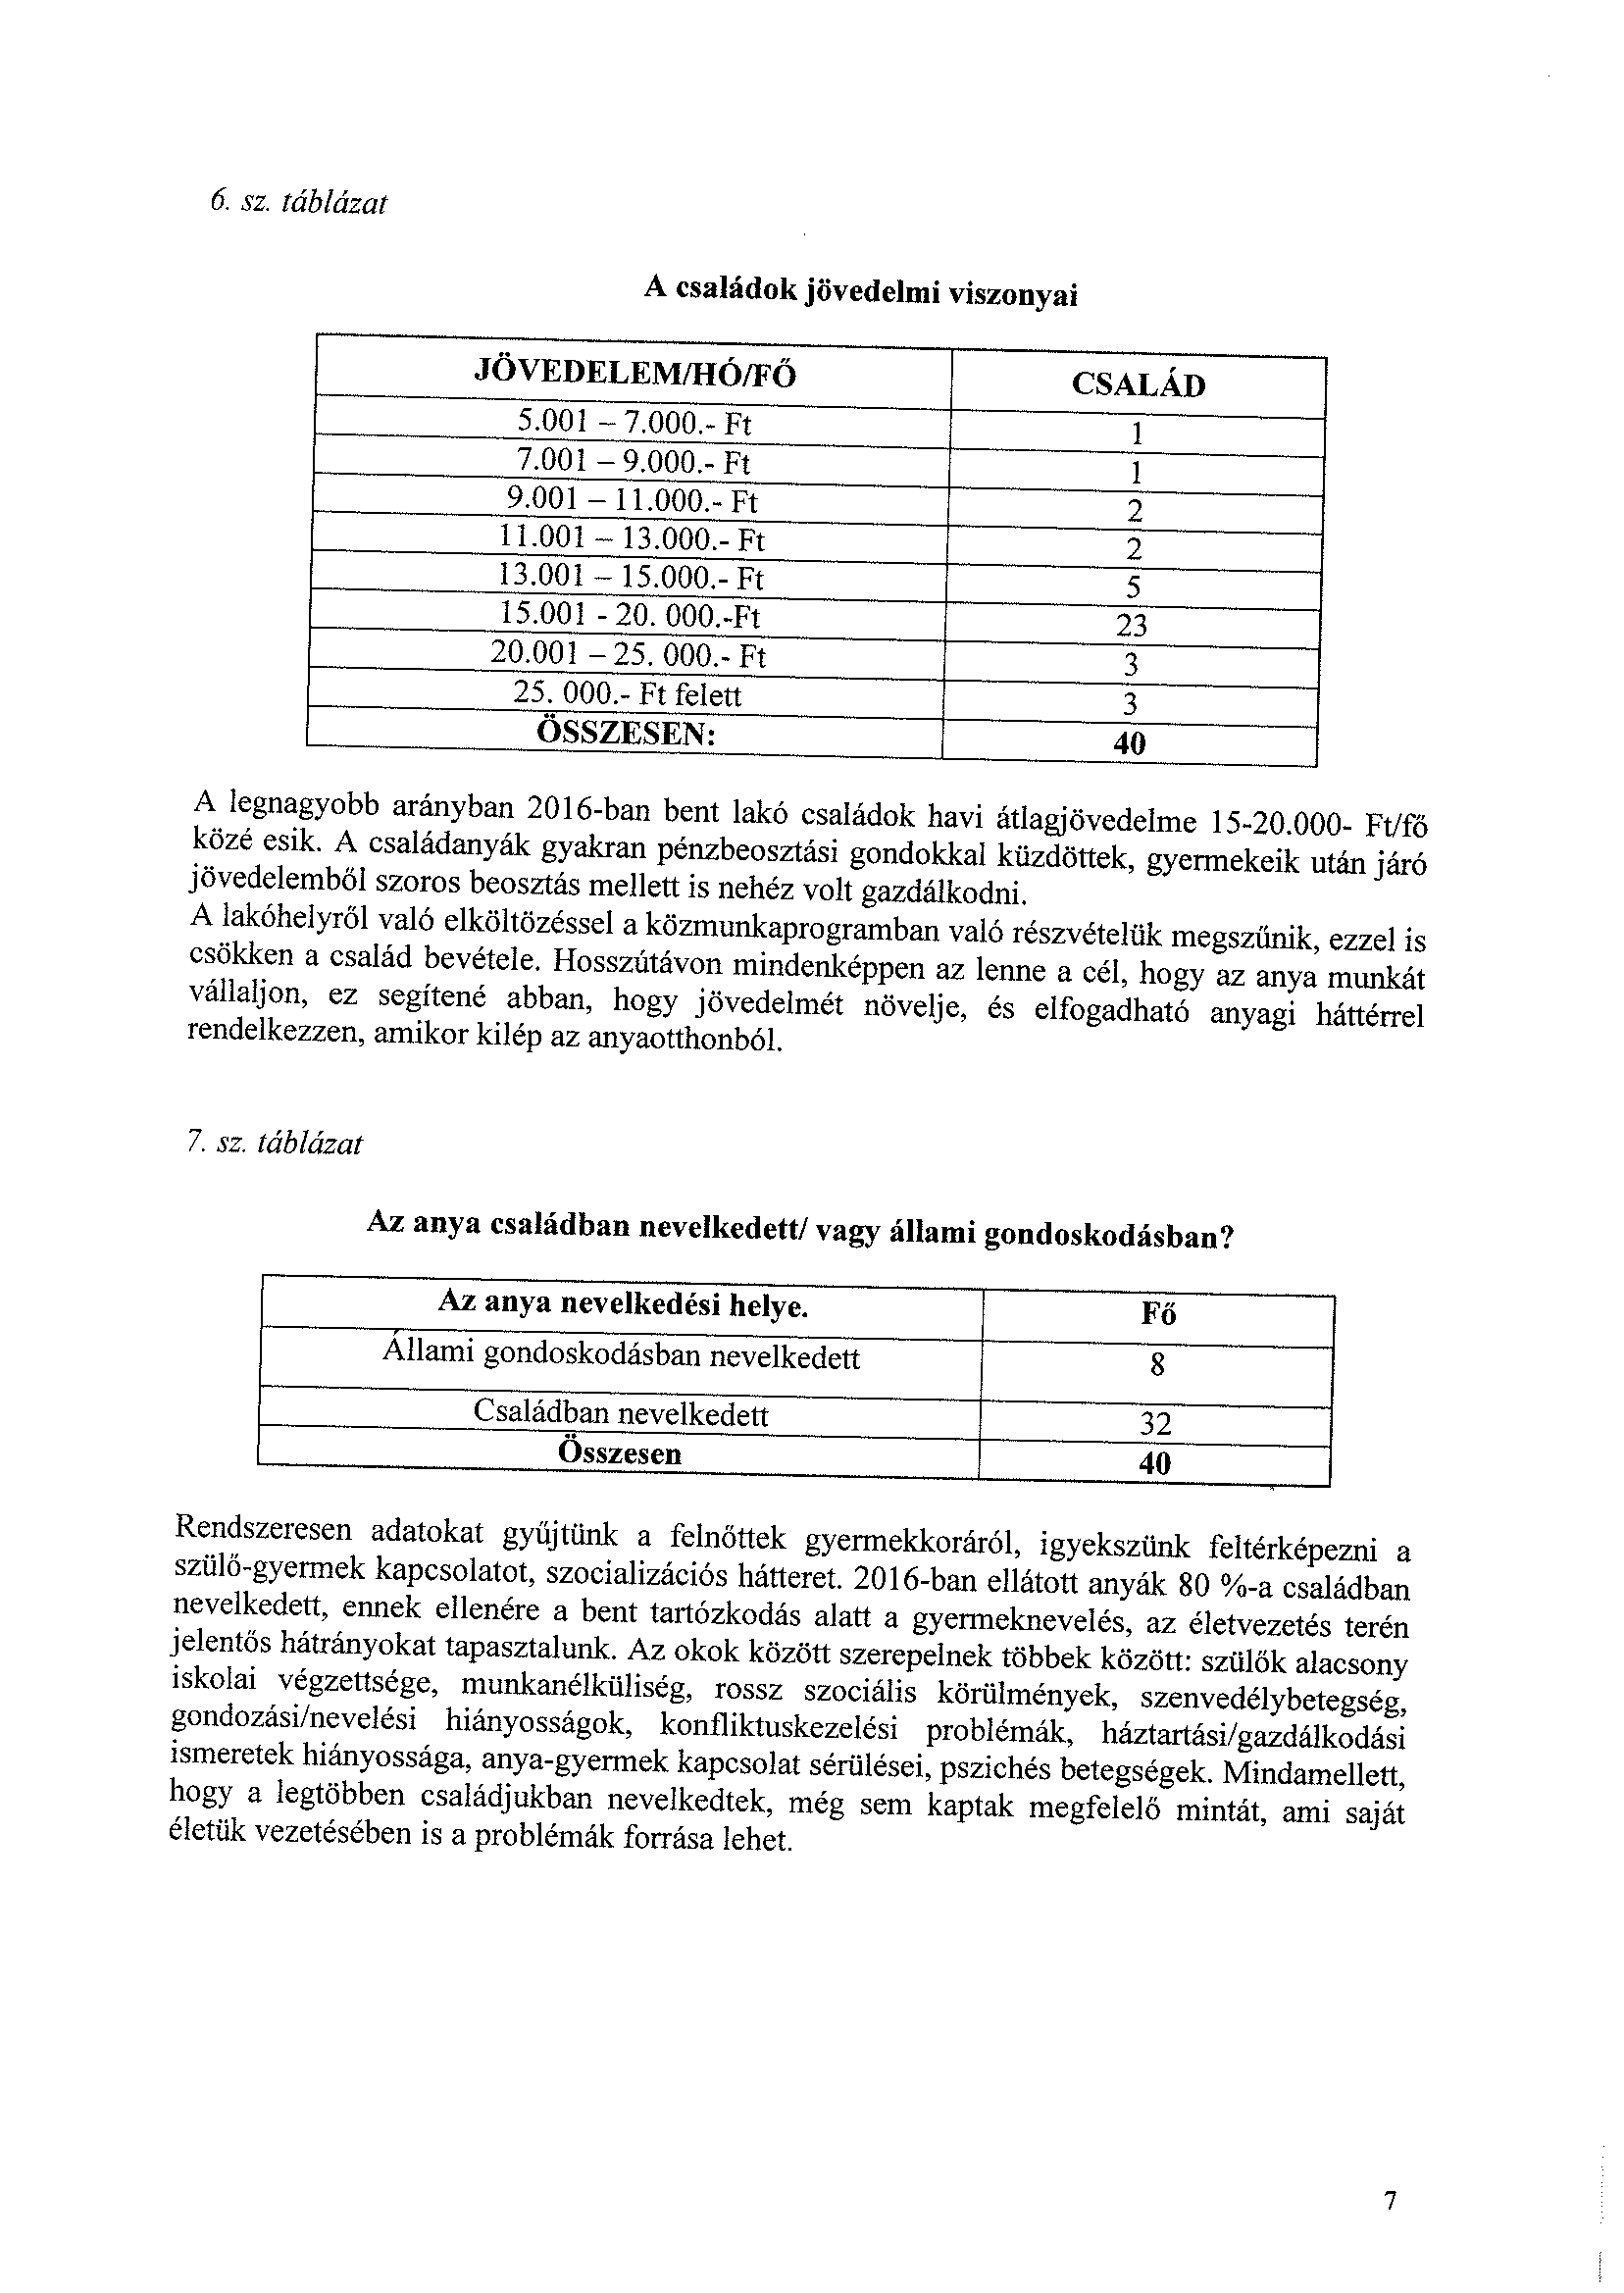 6. sz. táblázat
A családok jövedelmi viszonyai
JÖVEDELEM/HÓ/FŐ CSALÁD
5.001 – 7.000.- Ft 1
7.001 – 9.000.- Ft 1
9.001 – 11.000.- Ft 2
11.001 – 13.000.- Ft 2
13.001 – 15.000.- Ft 5
15.001 - 20. 000.-Ft 23
20.001 – 25. 000.- Ft 3
25. 000.- Ft felett 3
ÖSSZESEN: 40
A legnagyobb arányban 2016-ban bent lakó családok havi átlagjövedelme 15-20.000- Ft/fő
közé esik. A családanyák gyakran pénzbeosztási gondokkal küzdöttek, gyermekeik után járó
jövedelemből szoros beosztás mellett is nehéz volt gazdálkodni.
A lakóhelyről való elköltözéssel a közmunkaprogramban való részvételük megszűnik, ezzel is
csökken a család bevétele. Hosszútávon mindenképpen az lenne a cél, hogy az anya munkát
vállaljon, ez segítené abban, hogy jövedelmét növelje, és elfogadható anyagi háttérrel
rendelkezzen, amikor kilép az anyaotthonból.
7. sz. táblázat
Az anya családban nevelkedett/ vagy állami gondoskodásban?
Az anya nevelkedési helye. Fő
Állami gondoskodásban nevelkedett 8
Családban nevelkedett 32
Összesen 40
Rendszeresen adatokat gyűjtünk a felnőttek gyermekkoráról, igyekszünk feltérképezni a
szülő-gyermek kapcsolatot, szocializációs hátteret. 2016-ban ellátott anyák 80 %-a családban
nevelkedett, ennek ellenére a bent tartózkodás alatt a gyermeknevelés, az életvezetés terén
jelentős hátrányokat tapasztalunk. Az okok között szerepelnek többek között: szülők alacsony
iskolai végzettsége, munkanélküliség, rossz szociális körülmények, szenvedélybetegség,
gondozási/nevelési hiányosságok, konfliktuskezelési problémák, háztartási/gazdálkodási
ismeretek hiányossága, anya-gyermek kapcsolat sérülései, pszichés betegségek. Mindamellett,
hogy a legtöbben családjukban nevelkedtek, még sem kaptak megfelelő mintát, ami saját
életük vezetésében is a problémák forrása lehet.
7